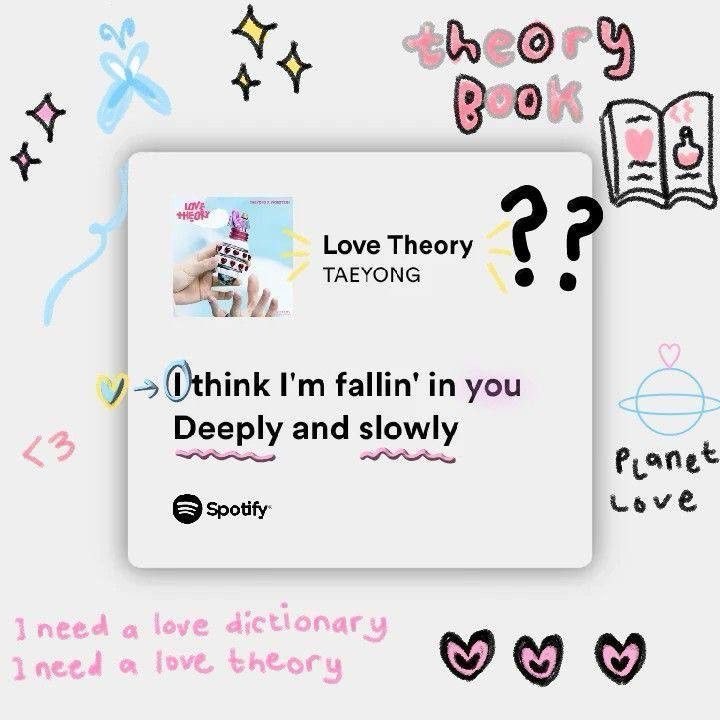 theory
BOOK
LOVE
THEORY
Love Theory
TAEYONG
??
I think I'm fallin' in you
Deeply and slowly
<3
Planet
Love
Spotify
I need a love dictionary
I need a love theory